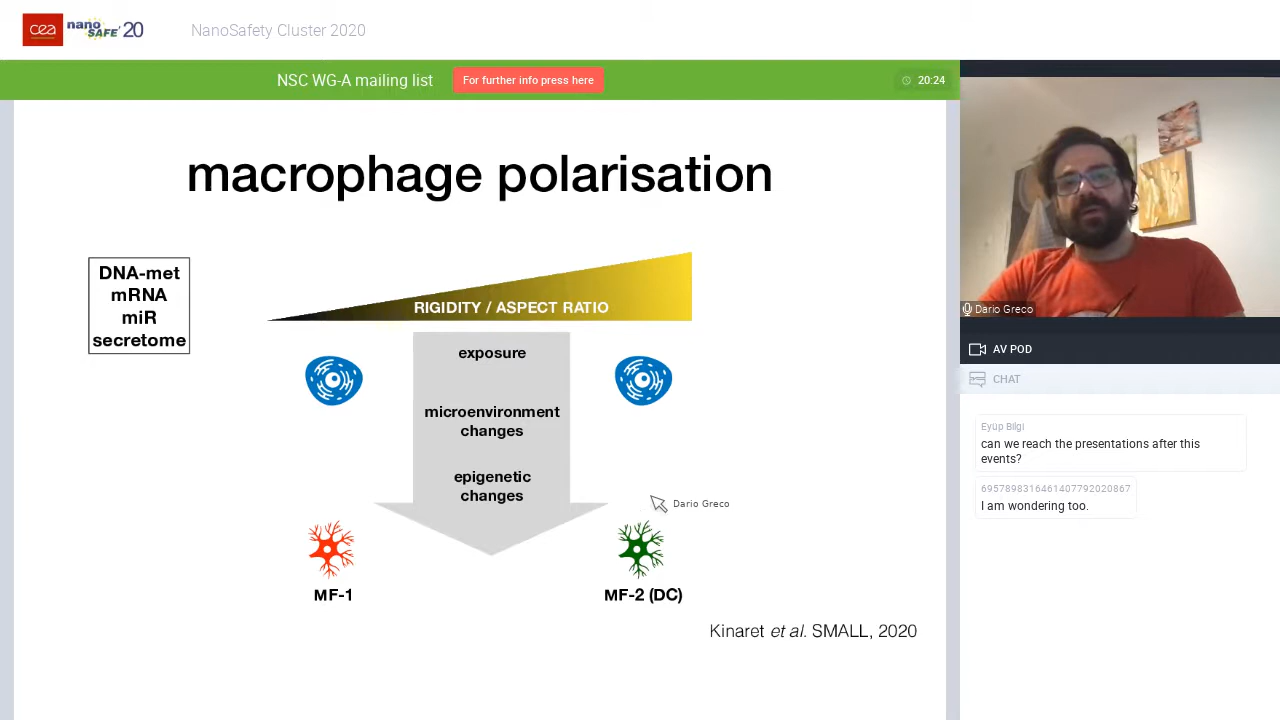 cea nano SAFE'20
NanoSafety Cluster 2020
NSC WG-A mailing list
For further info press here
20:24
macrophage polarisation
DNA-met
mRNA
miR
secretome
RIGIDITY / ASPECT RATIO
exposure
microenvironment
changes
epigenetic
changes
Dario Greco
MF-1
MF-2 (DC)
Kinaret et al. SMALL, 2020
Dario Greco
AV POD
CHAT
Eyüp Bilgi
can we reach the presentations after this
events?
6957898316461407792020867
I am wondering too.